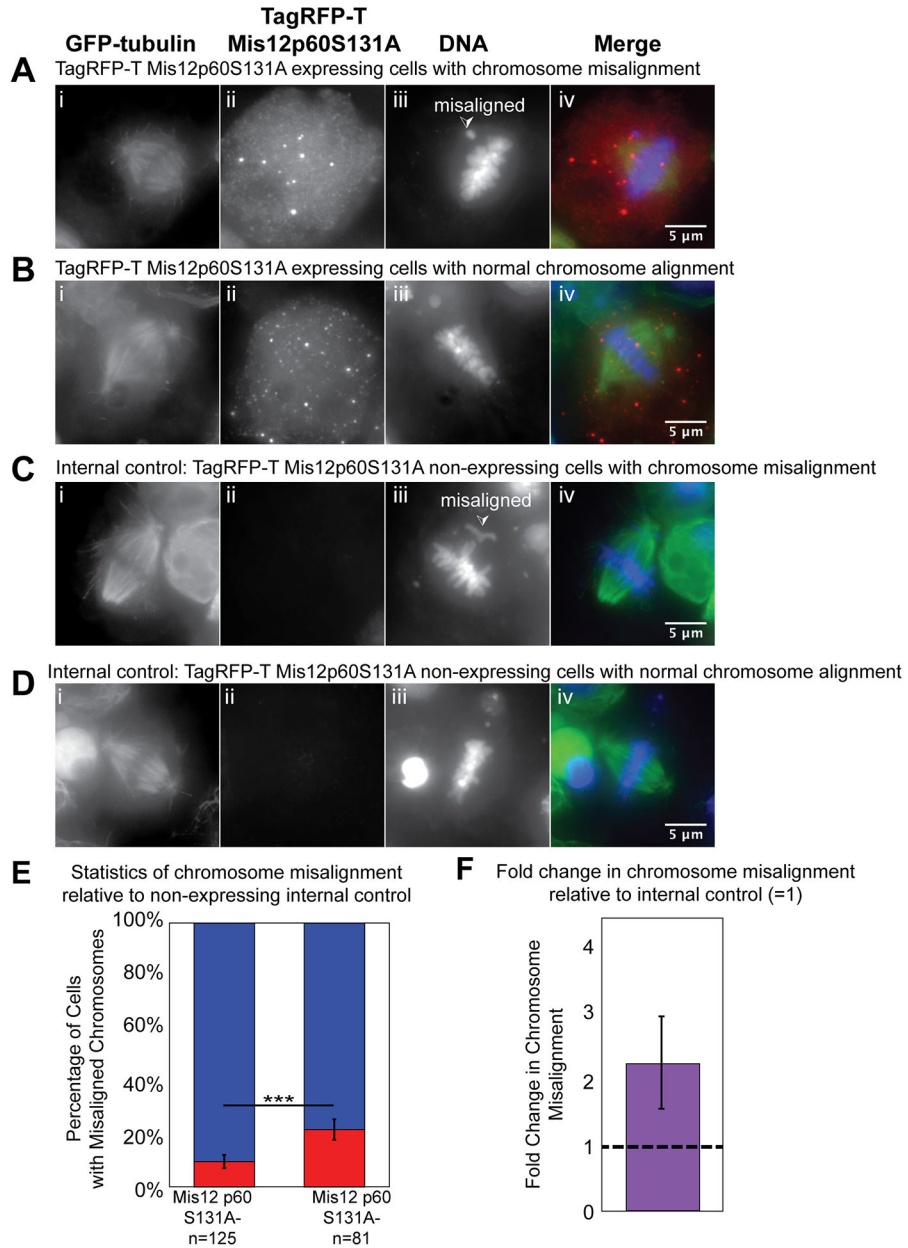 GFP-tubulin
TagRFP-T
Mis12p60S131A
DNA
Merge
A
TagRFP-T Mis12p60S131A expressing cells with chromosome misalignment
i
ii
iii
misaligned
iv
5 μm
B
TagRFP-T Mis12p60S131A expressing cells with normal chromosome alignment
i
ii
iii
iv
5 μm
C
Internal control: TagRFP-T Mis12p60S131A non-expressing cells with chromosome misalignment
i
ii
iii
misaligned
iv
5 μm
D
Internal control: TagRFP-T Mis12p60S131A non-expressing cells with normal chromosome alignment
i
ii
iii
iv
5 μm
E
Statistics of chromosome misalignment
relative to non-expressing internal control
Percentage of Cells
with Misaligned Chromosomes
100%
80%
60%
40%
20%
0%
***
Mis12 p60
S131A-
n=125
Mis12 p60
S131A-
n=81
F
Fold change in chromosome misalignment
relative to internal control (=1)
Fold Change in Chromosome
Misalignment
4
3
2
1
0